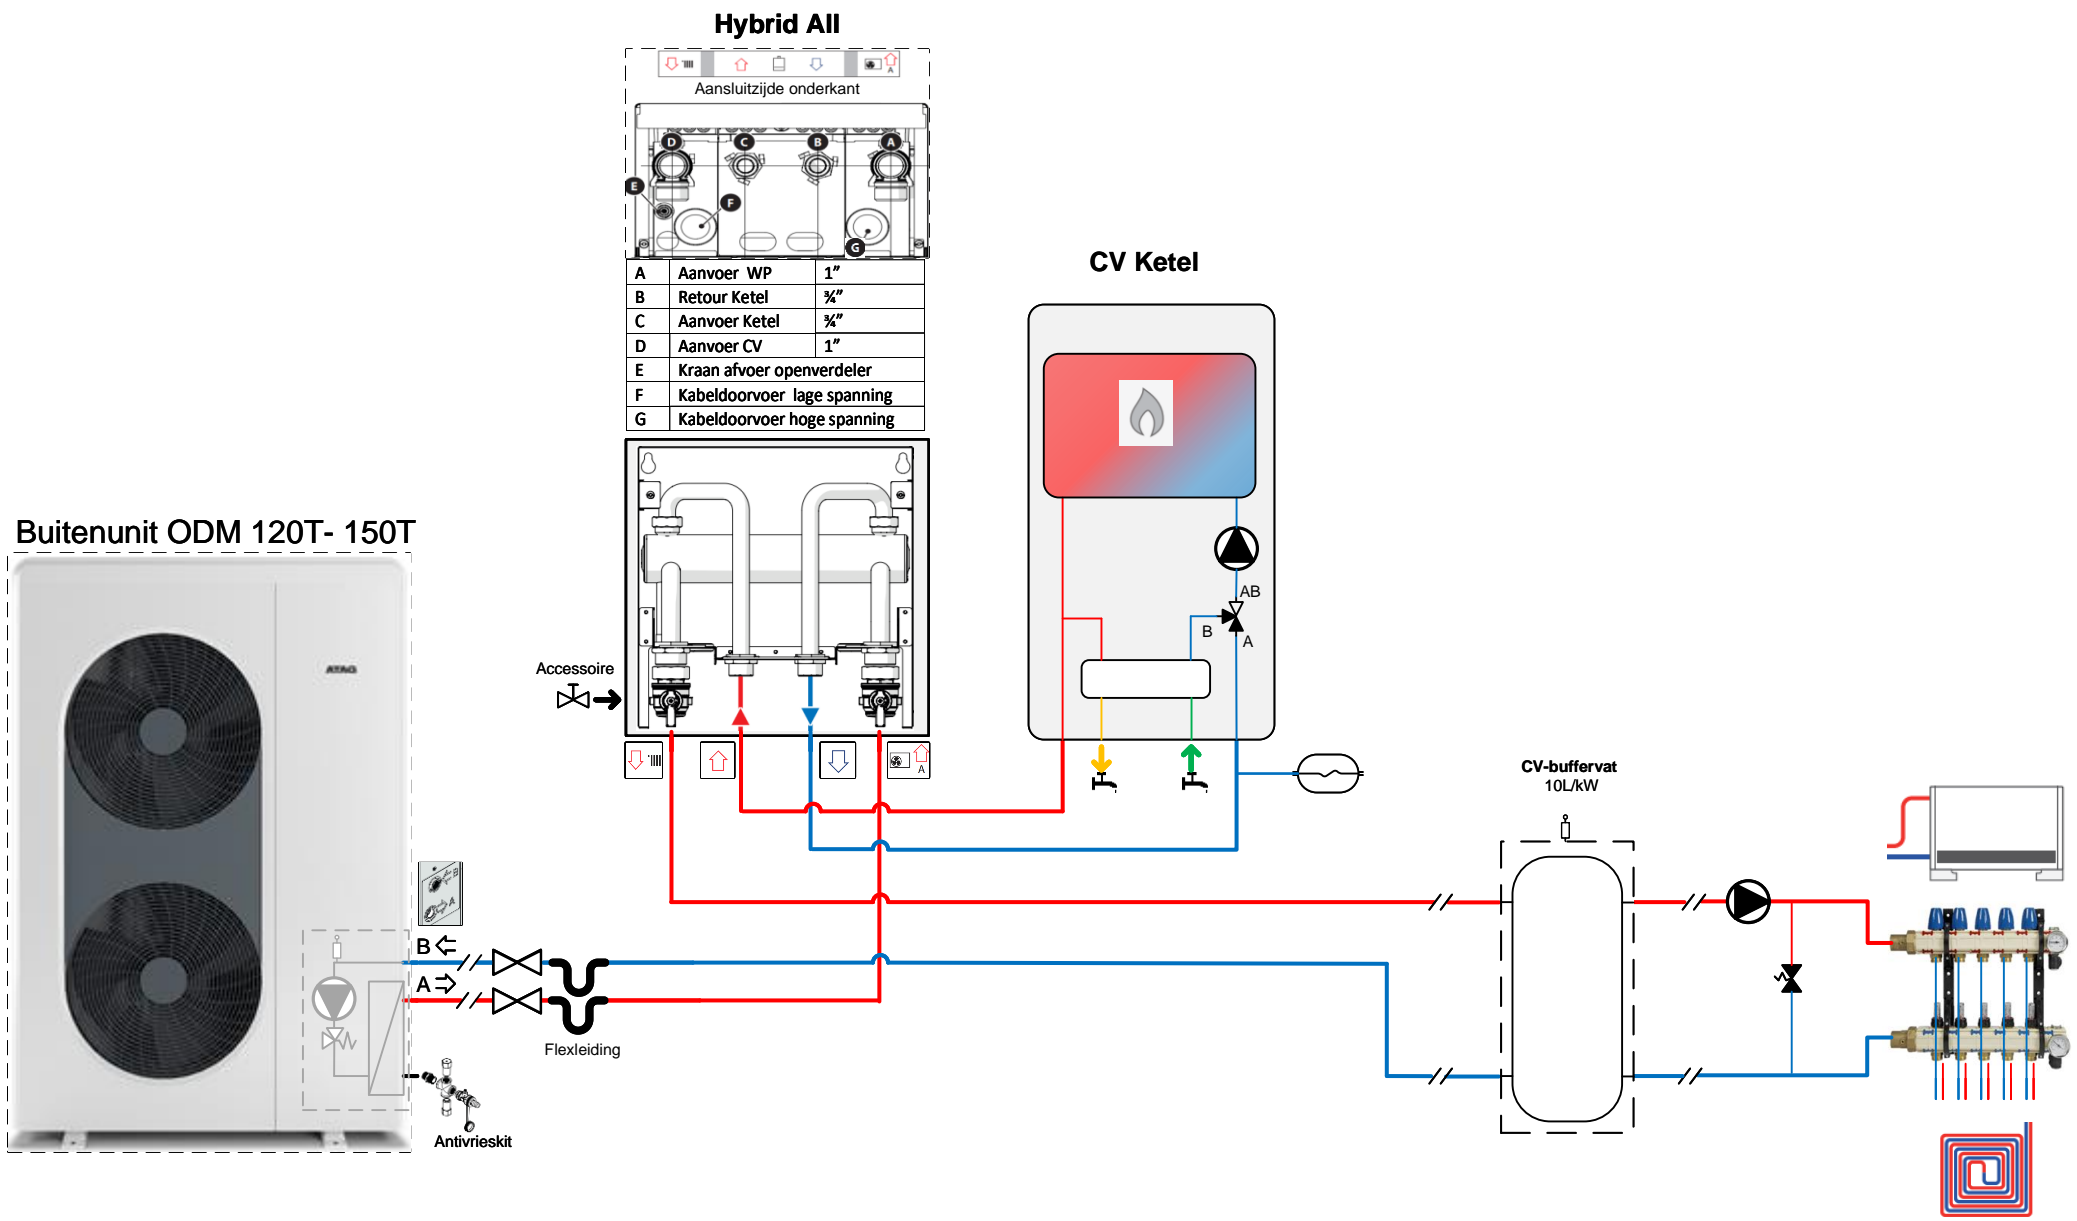 Hybrid All
A
Aansluitzijde onderkant
D
C
B
A
E
F
G
A Aanvoer WP 1"
B Retour Ketel ¾"
C Aanvoer Ketel ¾"
D Aanvoer CV 1"
E Kraan afvoer openverdeler
F Kabeldoorvoer lage spanning
G Kabeldoorvoer hoge spanning
CV Ketel
AB
B
A
Buitenunit ODM 120T- 150T
ATAG
Accessoire
A
CV-buffervat
10L/kW
B
A
B
A
Flexleiding
Antivrieskit